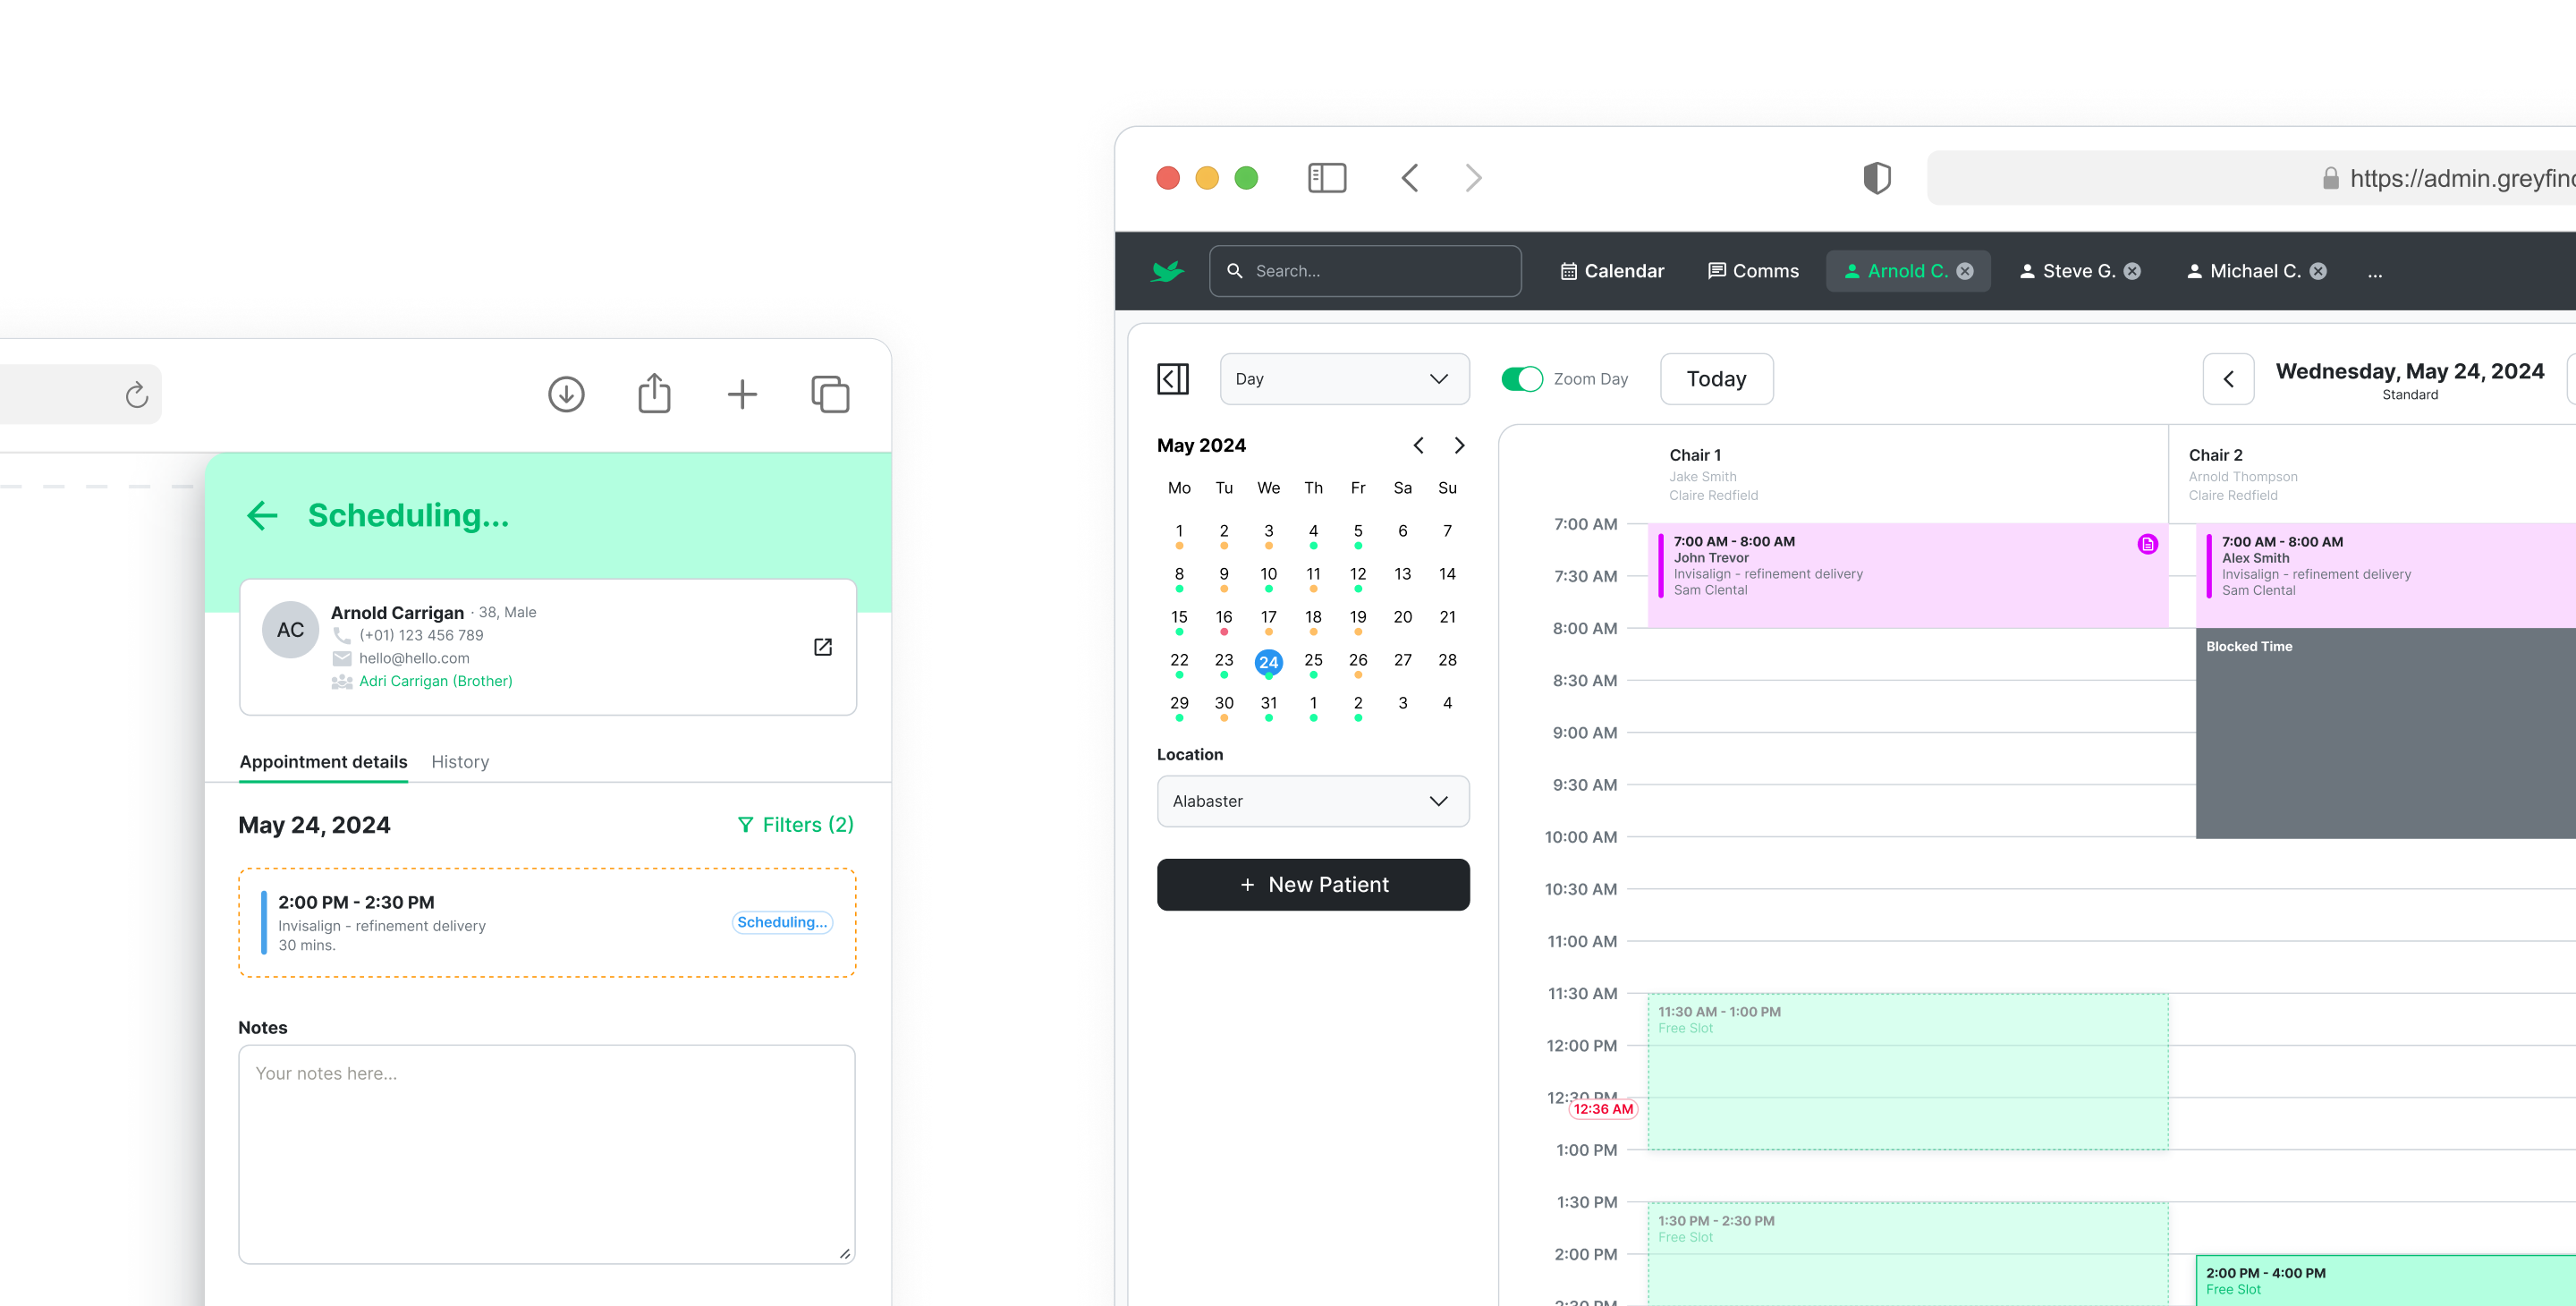 Scheduling...
AC
Arnold Carrigan · 38, Male
(+01) 123 456 789
hello@hello.com
Adri Carrigan (Brother)
Appointment details History
May 24, 2024
Filters (2)
2:00 PM - 2:30 PM
Invisalign - refinement delivery
30 mins.
Scheduling...
Notes
Your notes here...
https://admin.greyfinc
Search...
Calendar
Comms
Arnold C.
Steve G.
Michael C.
...
Day
Zoom Day
Today
Wednesday, May 24, 2024
Standard
May 2024
Mo Tu We Th Fr Sa Su
1 2 3 4 5 6 7
8 9 10 11 12 13 14
15 16 17 18 19 20 21
22 23 24 25 26 27 28
29 30 31 1 2 3 4
Location
Alabaster
+ New Patient
Chair 1
Jake Smith
Claire Redfield
Chair 2
Arnold Thompson
Claire Redfield
7:00 AM
7:30 AM
8:00 AM
8:30 AM
9:00 AM
9:30 AM
10:00 AM
10:30 AM
11:00 AM
11:30 AM
12:00 PM
12:30 PM
12:36 AM
1:00 PM
1:30 PM
2:00 PM
2:30 PM
7:00 AM - 8:00 AM
John Trevor
Invisalign - refinement delivery
Sam Clental
11:30 AM - 1:00 PM
Free Slot
1:30 PM - 2:30 PM
Free Slot
7:00 AM - 8:00 AM
Alex Smith
Invisalign - refinement delivery
Sam Clental
Blocked Time
2:00 PM - 4:00 PM
Free Slot